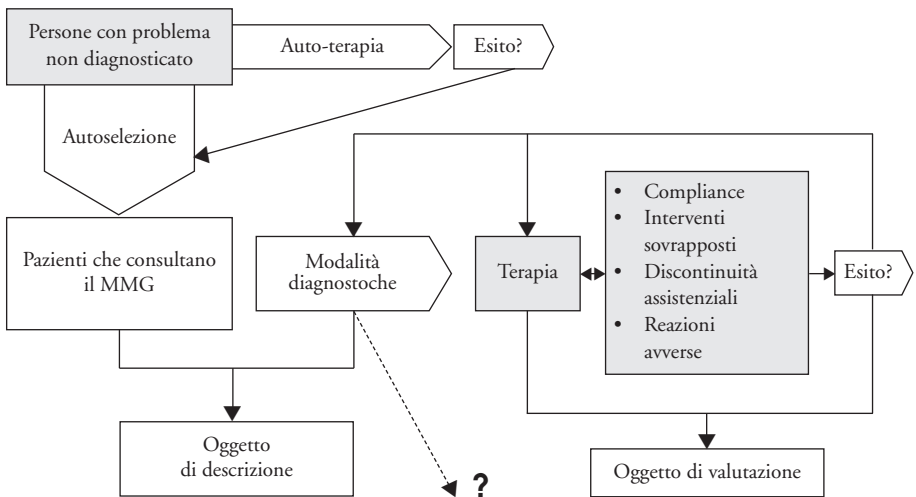 Persone con problema
non diagnosticato
Auto-terapia
Esito?
Autoselezione
Pazienti che consultano
il MMG
Modalità
diagnostoche
Terapia
• Compliance
• Interventi
sovrapposti
• Discontinuità
assistenziali
• Reazioni
avverse
Esito?
Oggetto
di descrizione
?
Oggetto di valutazione